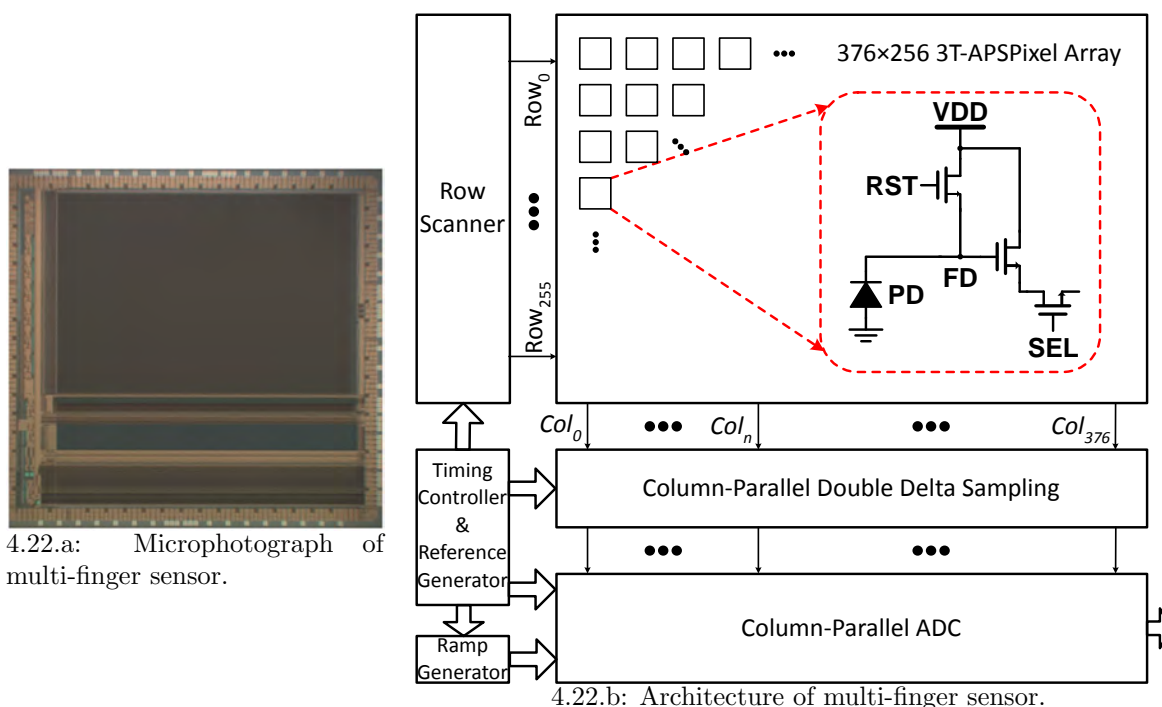 4.22.a: Microphotograph of
multi-finger sensor.
Row
Scanner
Row0
Row255
376×256 3T-APSPixel Array
VDD
RST
FD
PD
SEL
Col0
Coln
Col376
Timing
Controller
&
Reference
Generator
Column-Parallel Double Delta Sampling
Column-Parallel ADC
Ramp
Generator
4.22.b: Architecture of multi-finger sensor.